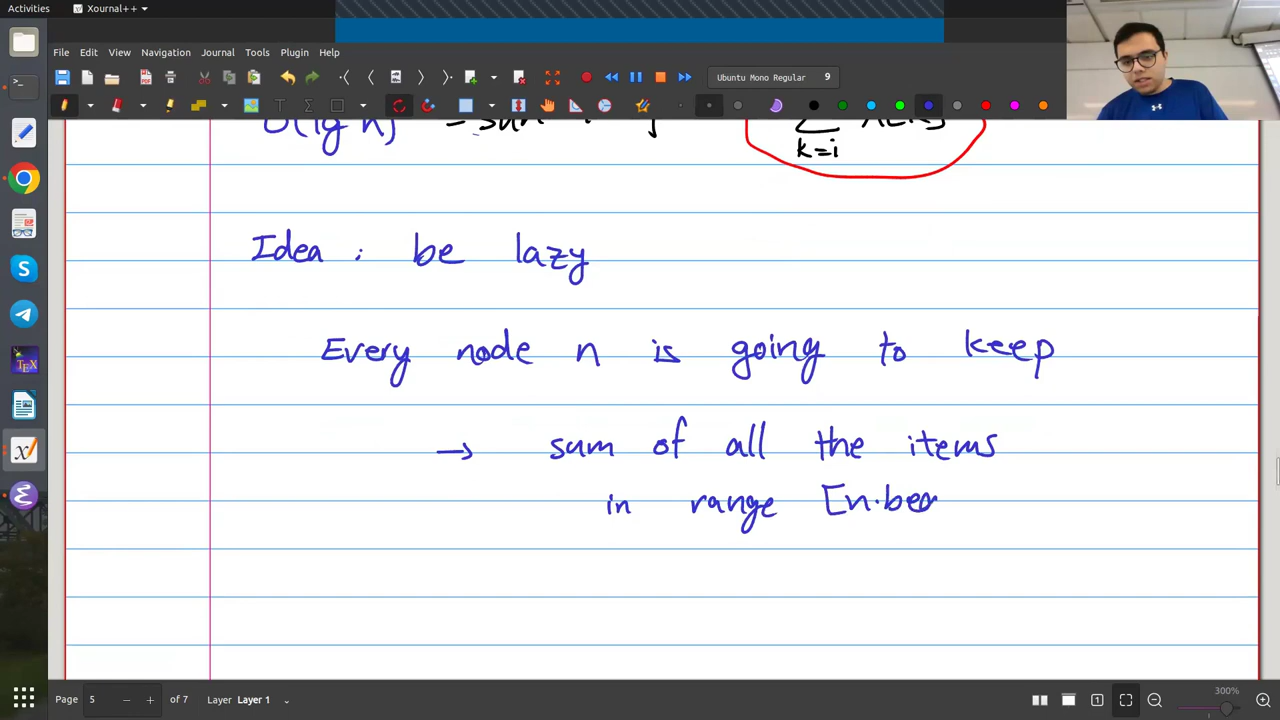 Activities Xournal++
File Edit View Navigation Journal Tools Plugin Help
Ubuntu Mono Regular 9
O(lg n)
k=i
Idea : be lazy
Every node n is going to keep
→ sum of all the items
in range [n.beg
Page 5 - + of 7 Layer Layer 1 300%